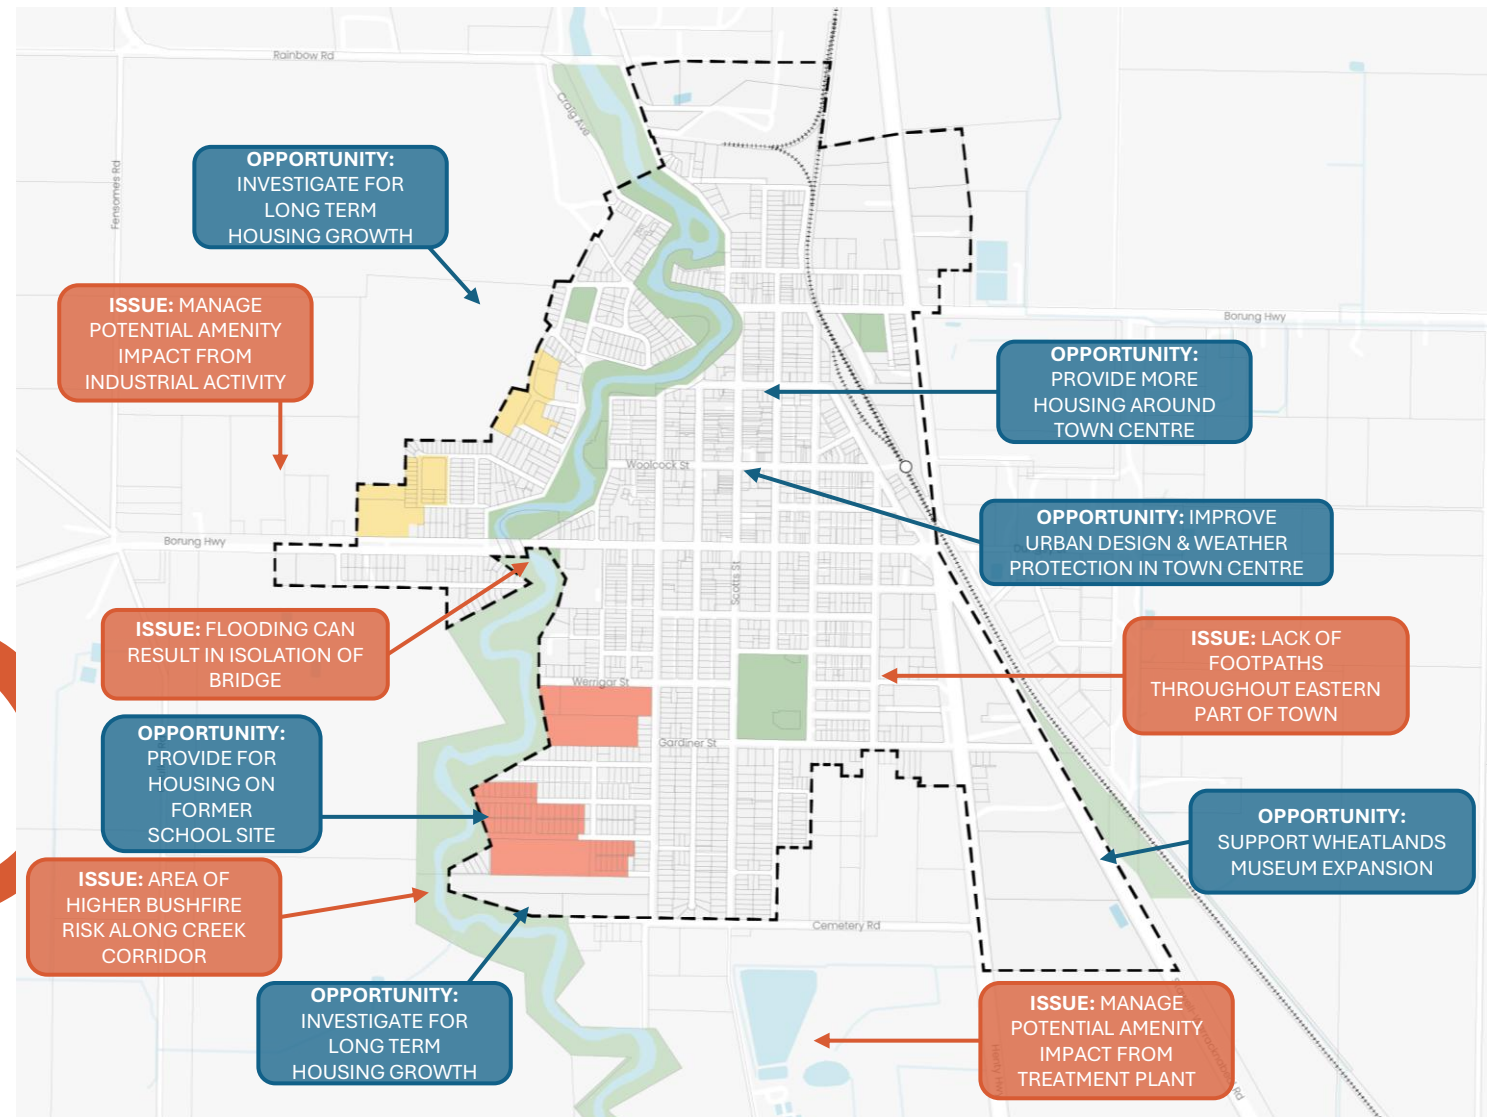 Rainbow Rd
Craig Ave
Fensomes Rd
OPPORTUNITY:
INVESTIGATE FOR
LONG TERM
HOUSING GROWTH
ISSUE: MANAGE
POTENTIAL AMENITY
IMPACT FROM
INDUSTRIAL ACTIVITY
Borung Hwy
OPPORTUNITY:
PROVIDE MORE
HOUSING AROUND
TOWN CENTRE
Woolcock St
OPPORTUNITY: IMPROVE
URBAN DESIGN & WEATHER
PROTECTION IN TOWN CENTRE
Borung Hwy
Scotts St
ISSUE: FLOODING CAN
RESULT IN ISOLATION OF
BRIDGE
ISSUE: LACK OF
FOOTPATHS
THROUGHOUT EASTERN
PART OF TOWN
Werrigar St
Gardiner St
OPPORTUNITY:
PROVIDE FOR
HOUSING ON
FORMER
SCHOOL SITE
OPPORTUNITY:
SUPPORT WHEATLANDS
MUSEUM EXPANSION
ISSUE: AREA OF
HIGHER BUSHFIRE
RISK ALONG CREEK
CORRIDOR
Cemetery Rd
OPPORTUNITY:
INVESTIGATE FOR
LONG TERM
HOUSING GROWTH
ISSUE: MANAGE
POTENTIAL AMENITY
IMPACT FROM
TREATMENT PLANT
Henty Hwy
Rd